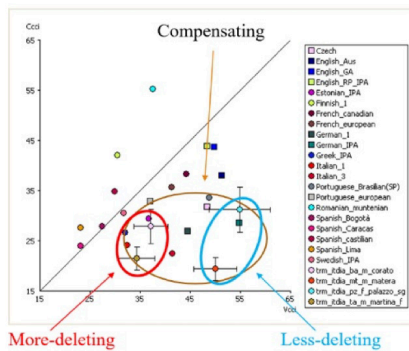 Compensating
Ccci
65
55
45
35
25
15
15
25
35
45
55
65
Vcci
Czech
English_Aus
English_GA
English_RP_IPA
Estonian_IPA
Finnish_1
French_canadian
French_european
German_1
German_IPA
Greek_IPA
Italian_1
Italian_3
Portuguese_Brasilian(SP)
Portuguese_european
Romanian_muntenian
Spanish_Bogotà
Spanish_Caracas
Spanish_castilian
Spanish_Lima
Swedish_IPA
trm_itdia_ba_m_corato
trm_itdia_mt_m_matera
trm_itdia_pz_f_palazzo_sg
trm_itdia_ta_m_martina_f
More-deleting
Less-deleting